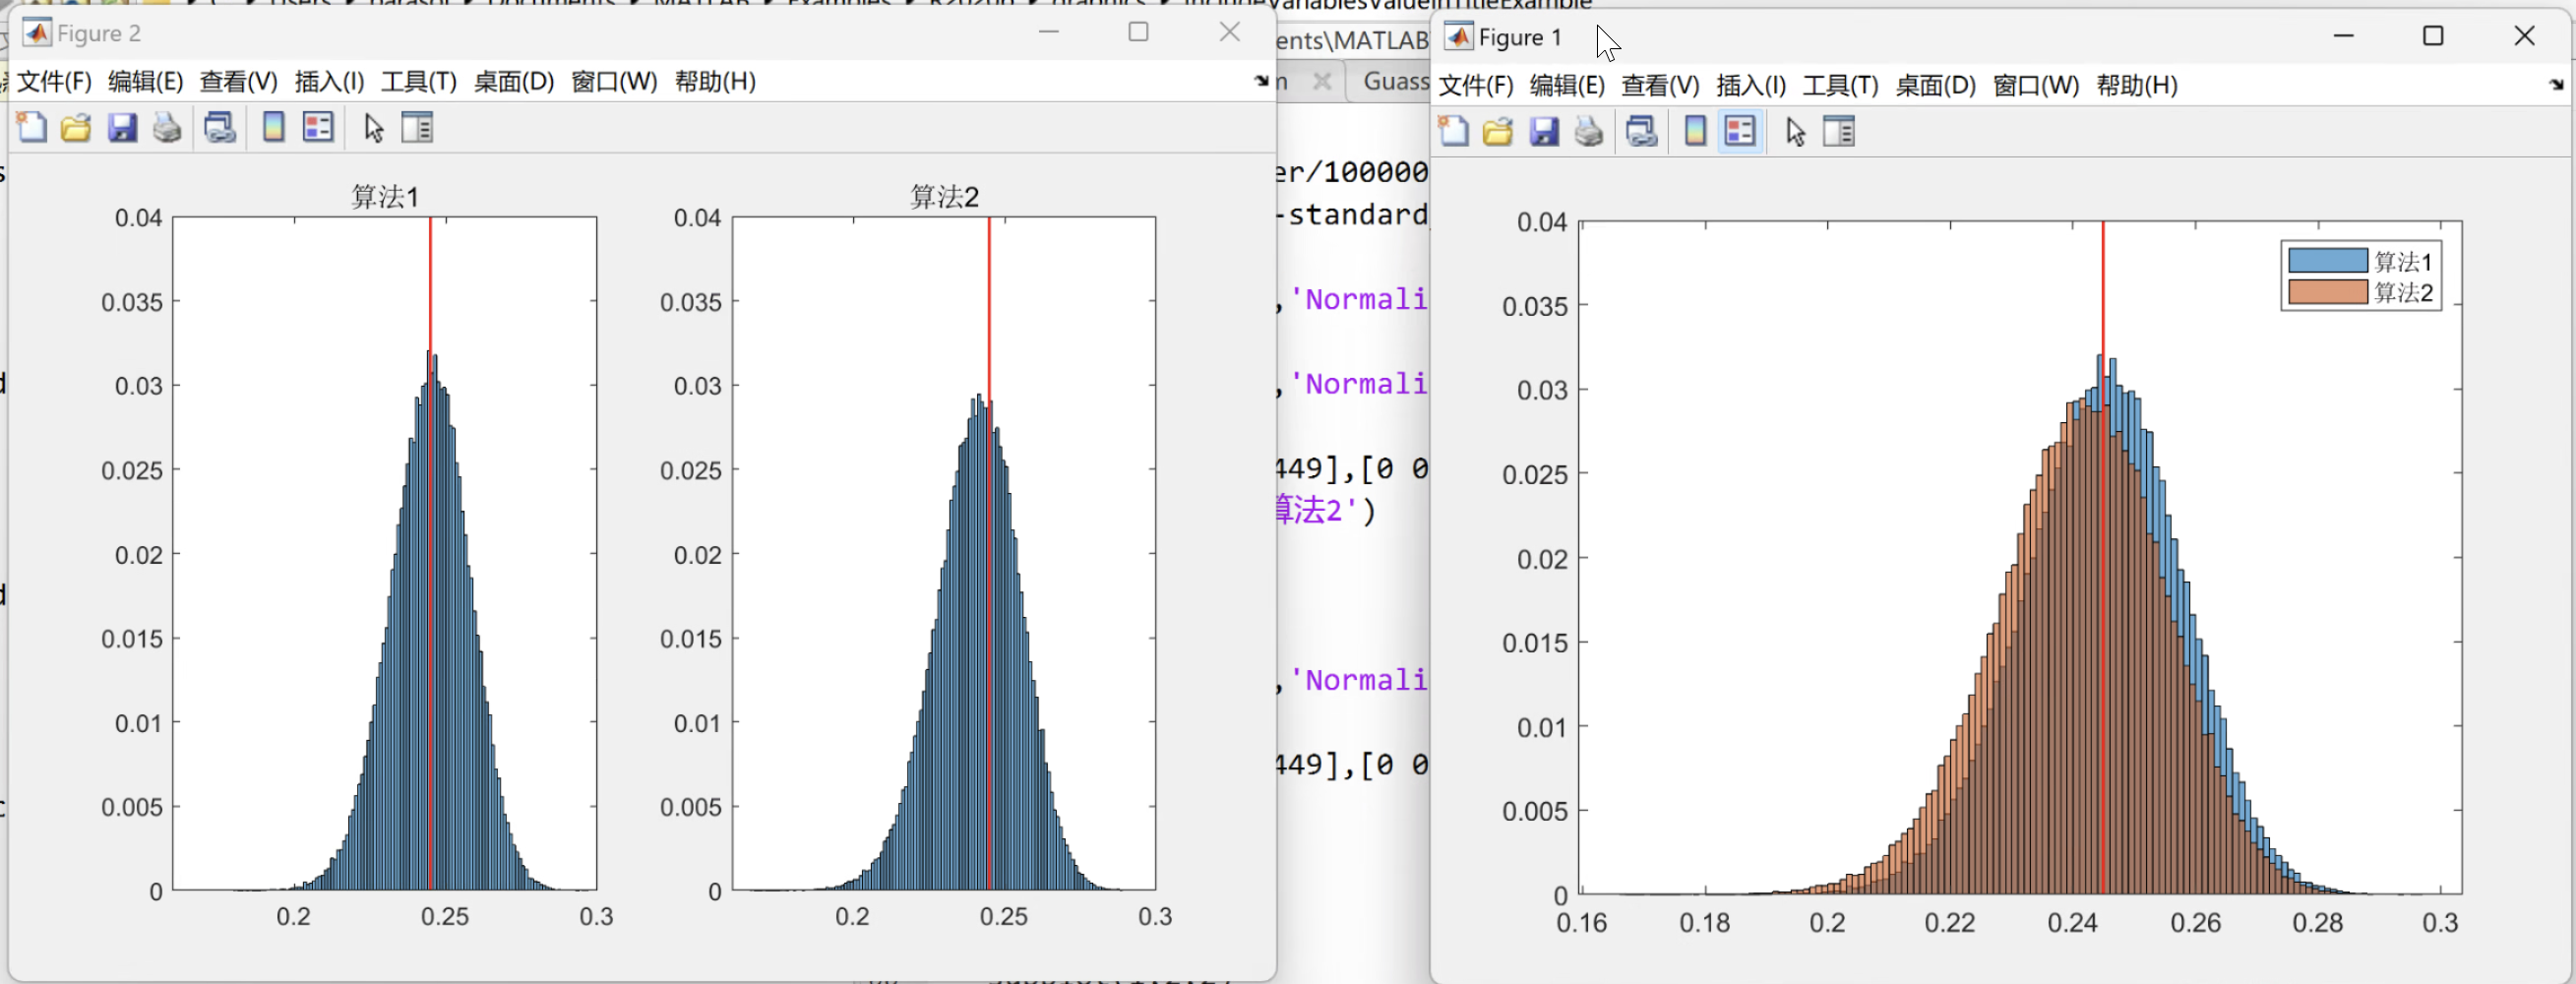 Users Documents MATLAB Examples R2020b graphics IncludeVariablesValueInTitleExample
Figure 2
文件(F) 编辑(E) 查看(V) 插入(I) 工具(T) 桌面(D) 窗口(W) 帮助(H)
算法1
0.04
0.035
0.03
0.025
0.02
0.015
0.01
0.005
0
0.2 0.25 0.3
算法2
0.04
0.035
0.03
0.025
0.02
0.015
0.01
0.005
0
0.2 0.25 0.3
ents\MATLAB
Guass
er/100000
-standard
,'Normali
,'Normali
449],[0 0
算法2')
,'Normali
449],[0 0
Figure 1
文件(F) 编辑(E) 查看(V) 插入(I) 工具(T) 桌面(D) 窗口(W) 帮助(H)
算法1
算法2
0.04
0.035
0.03
0.025
0.02
0.015
0.01
0.005
0
0.16 0.18 0.2 0.22 0.24 0.26 0.28 0.3